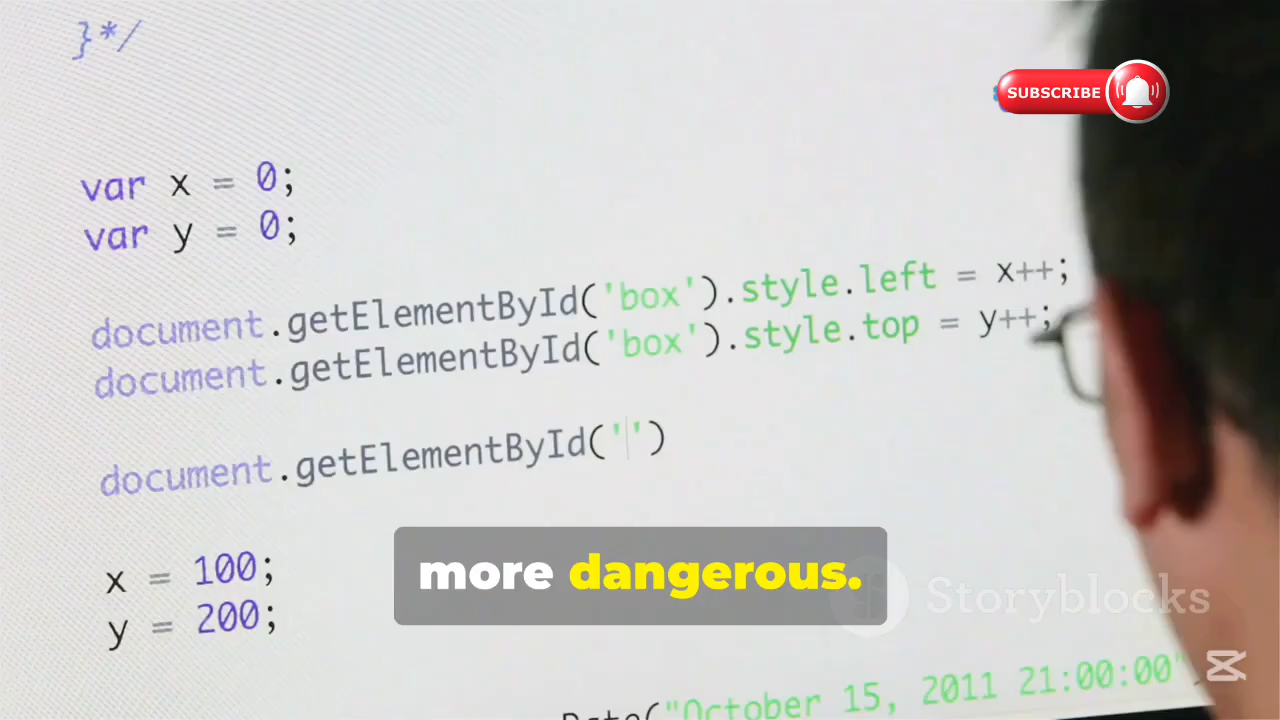 }*/
SUBSCRIBE
var x = 0;
var y = 0;
document.getElementById('box').style.left = x++;
document.getElementById('box').style.top = y++;
document.getElementById('')
x = 100;
y = 200;
more dangerous.
Storyblocks
Date("October 15, 2011 21:00:00"